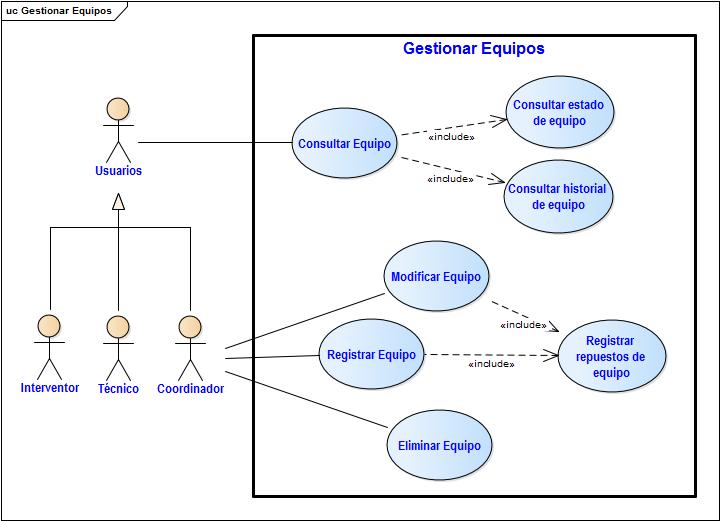 uc Gestionar Equipos
Gestionar Equipos
Usuarios
Consultar Equipo
«include»
Consultar estado
de equipo
«include»
Consultar historial
de equipo
Modificar Equipo
«include»
Registrar Equipo
«include»
Registrar
repuestos de
equipo
Interventor
Técnico
Coordinador
Eliminar Equipo